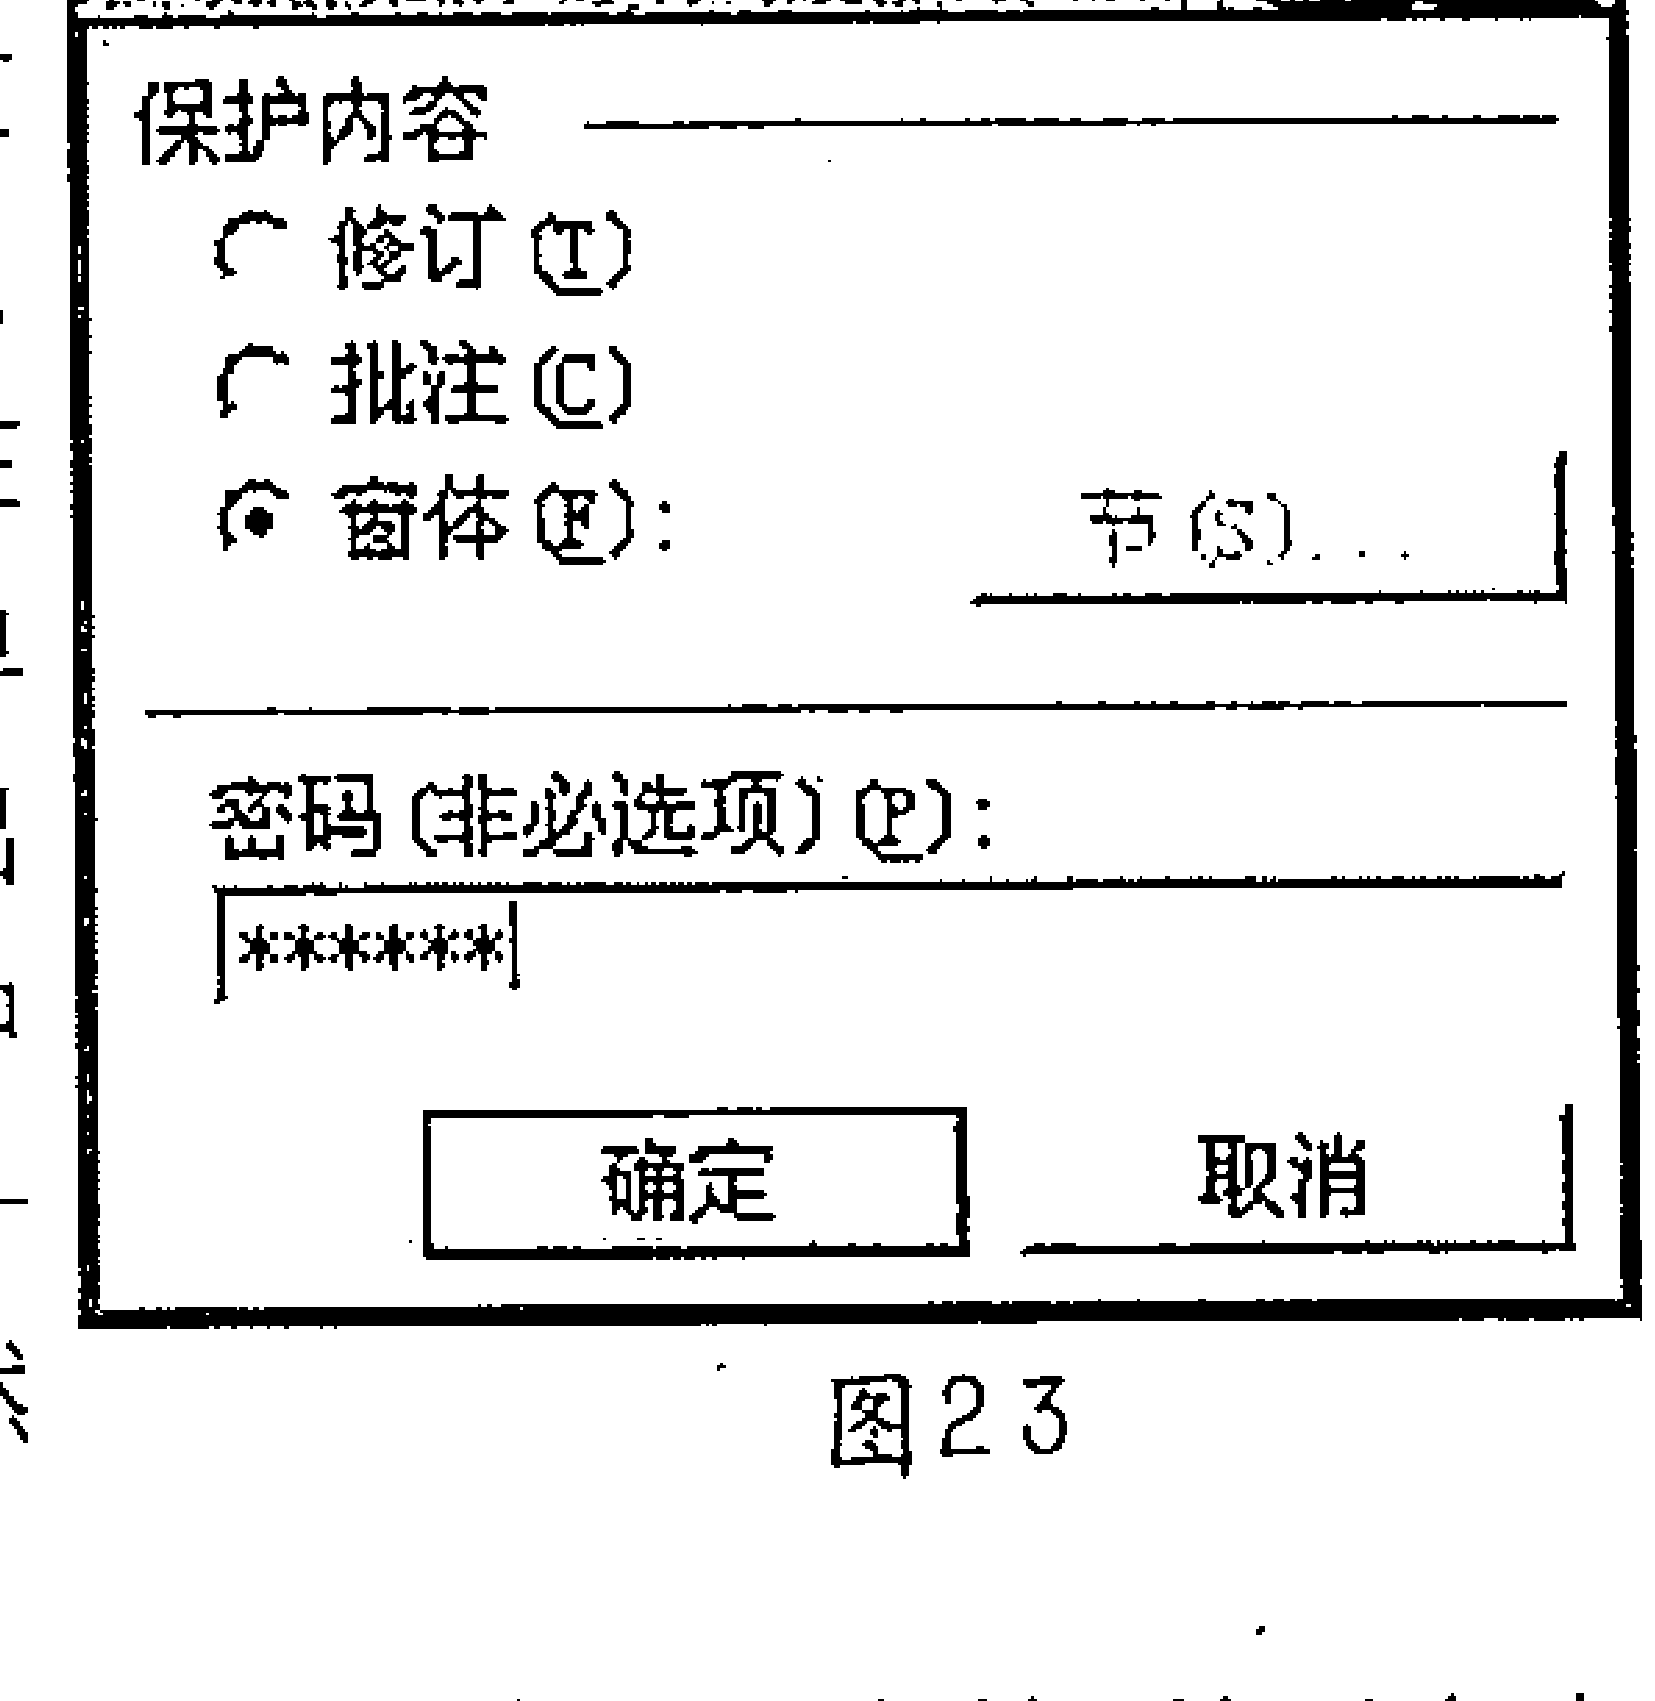 保护内容
修订(T)
批注(C)
窗体(F): 节(S)...
密码(非必选项)(P):
******
确定 取消
图23